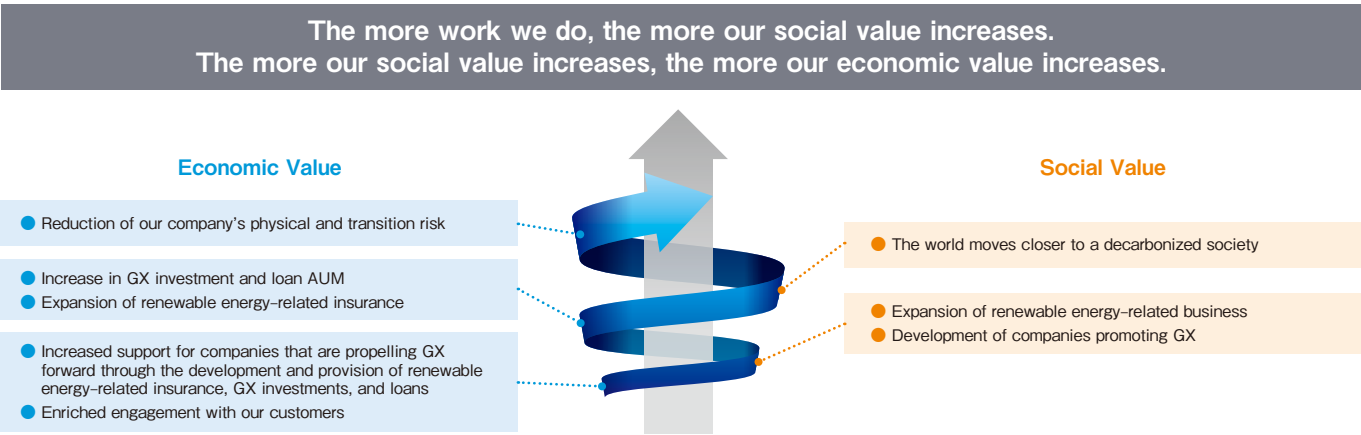 The more work we do, the more our social value increases.
The more our social value increases, the more our economic value increases.
Economic Value
Reduction of our company's physical and transition risk
Increase in GX investment and loan AUM
Expansion of renewable energy-related insurance
Increased support for companies that are propelling GX
forward through the development and provision of renewable
energy-related insurance, GX investments, and loans
Enriched engagement with our customers
Social Value
The world moves closer to a decarbonized society
Expansion of renewable energy-related business
Development of companies promoting GX